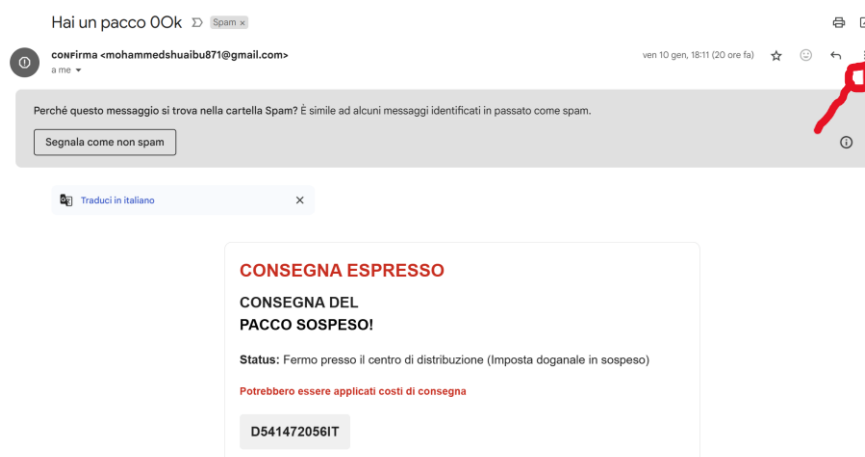 Hai un pacco 0Ok Spam x
ᴄᴏɴꜰirma <mohammedshuaibu871@gmail.com> ven 10 gen, 18:11 (20 ore fa)
a me
Perché questo messaggio si trova nella cartella Spam? È simile ad alcuni messaggi identificati in passato come spam.
Segnala come non spam
Traduci in italiano
CONSEGNA ESPRESSO
CONSEGNA DEL
PACCO SOSPESO!
Status: Fermo presso il centro di distribuzione (Imposta doganale in sospeso)
Potrebbero essere applicati costi di consegna
D541472056IT